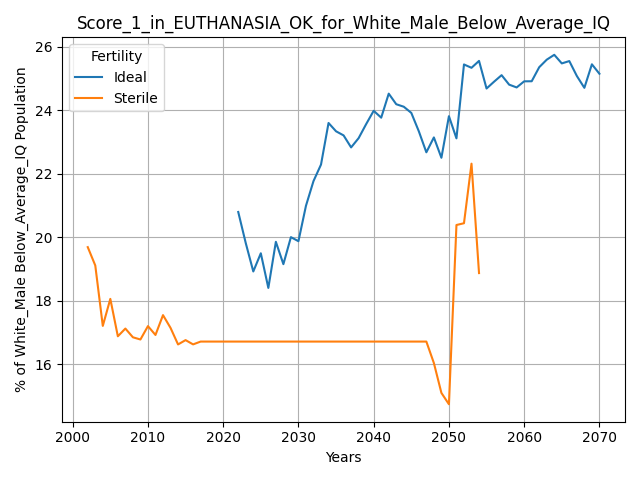 Score_1_in_EUTHANASIA_OK_for_White_Male_Below_Average_IQ
Fertility
Ideal
Sterile
% of White_Male Below_Average_IQ Population
26
24
22
20
18
16
2000 2010 2020 2030 2040 2050 2060 2070
Years